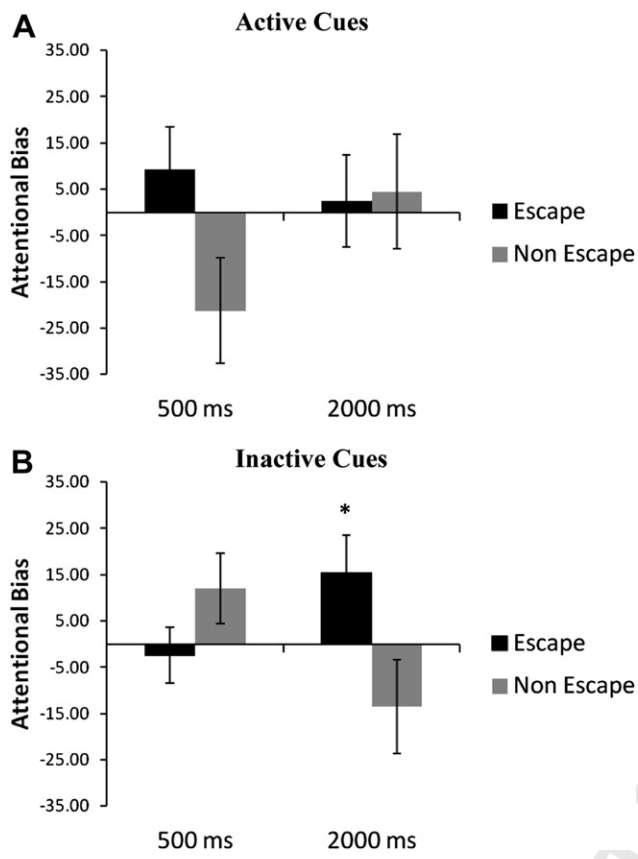 A
Active Cues
35.00
25.00
15.00
5.00
-5.00
-15.00
-25.00
-35.00
Attentional Bias
500 ms
2000 ms
Escape
Non Escape
B
Inactive Cues
35.00
25.00
15.00
5.00
-5.00
-15.00
-25.00
-35.00
Attentional Bias
*
500 ms
2000 ms
Escape
Non Escape